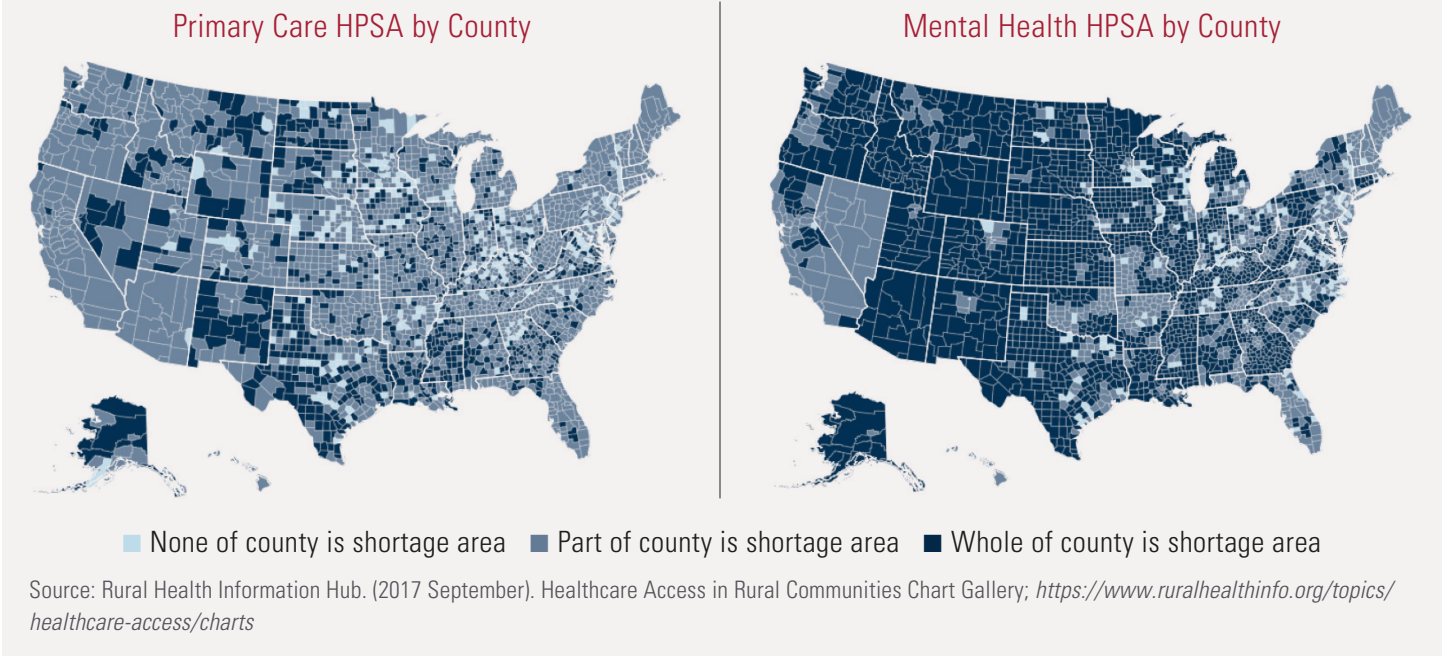 Primary Care HPSA by County
Mental Health HPSA by County
None of county is shortage area
Part of county is shortage area
Whole of county is shortage area
Source: Rural Health Information Hub. (2017 September). Healthcare Access in Rural Communities Chart Gallery; https://www.ruralhealthinfo.org/topics/
healthcare-access/charts